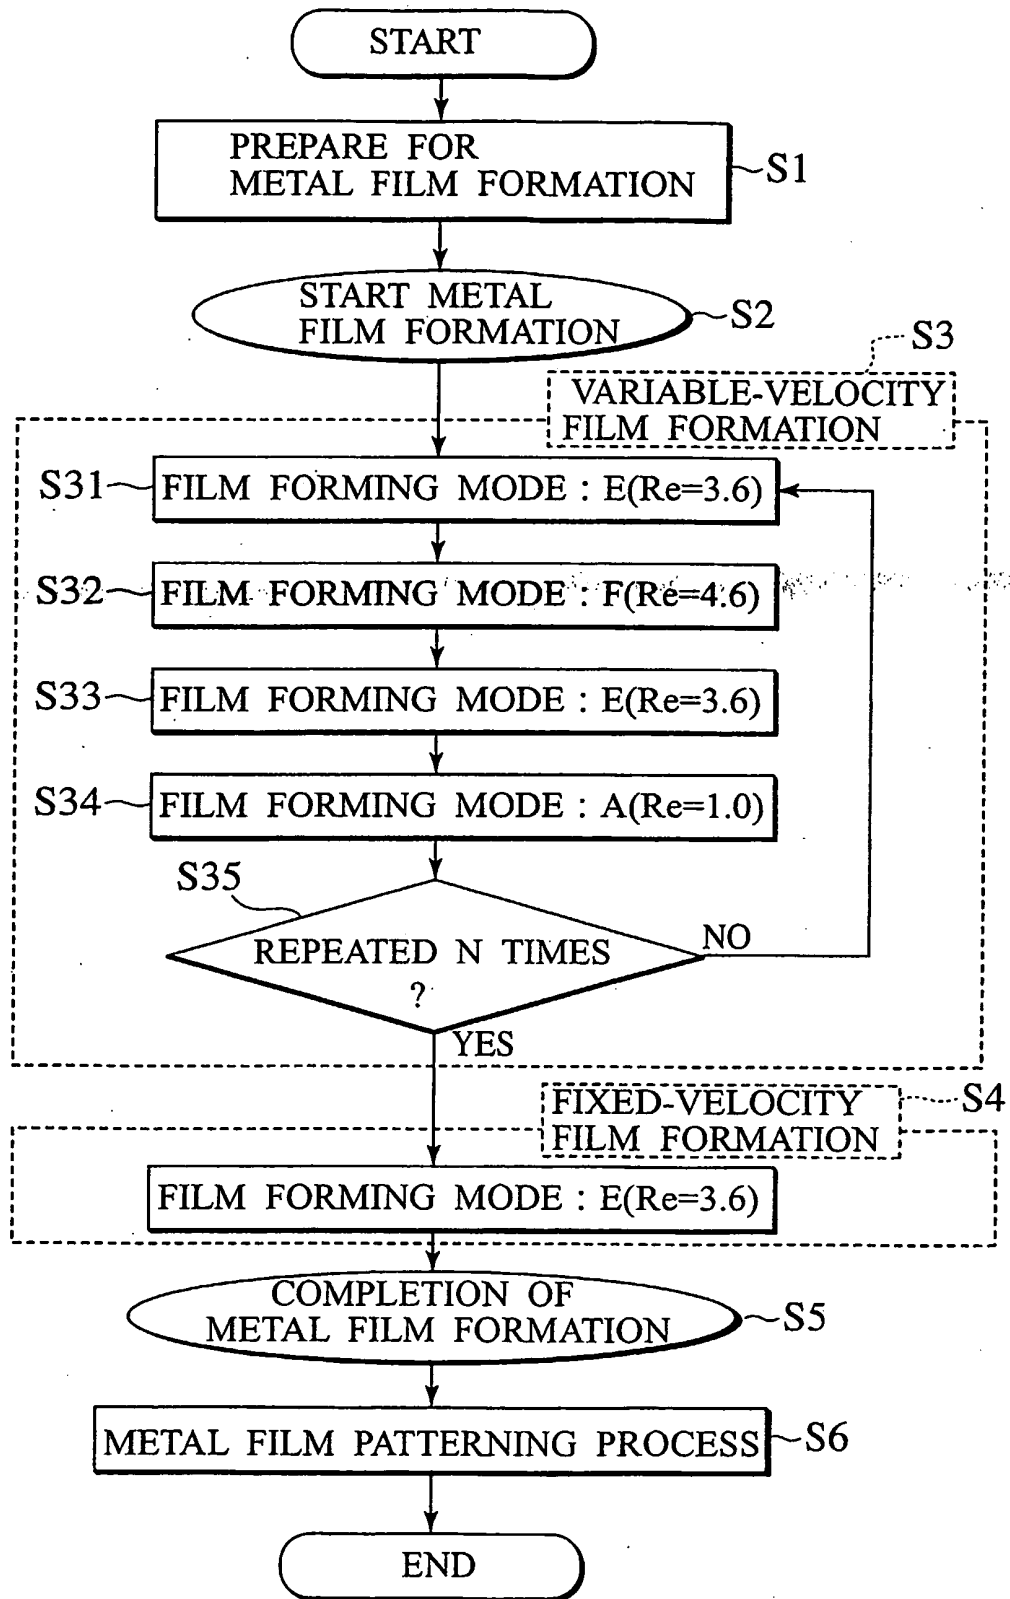 START
PREPARE FOR
METAL FILM FORMATION
S1
START METAL
FILM FORMATION
S2
S3
VARIABLE-VELOCITY
FILM FORMATION
S31
FILM FORMING MODE : E(Re=3.6)
S32
FILM FORMING MODE : F(Re=4.6)
S33
FILM FORMING MODE : E(Re=3.6)
S34
FILM FORMING MODE : A(Re=1.0)
S35
REPEATED N TIMES
?
NO
YES
FIXED-VELOCITY
FILM FORMATION
S4
FILM FORMING MODE : E(Re=3.6)
COMPLETION OF
METAL FILM FORMATION
S5
METAL FILM PATTERNING PROCESS
S6
END